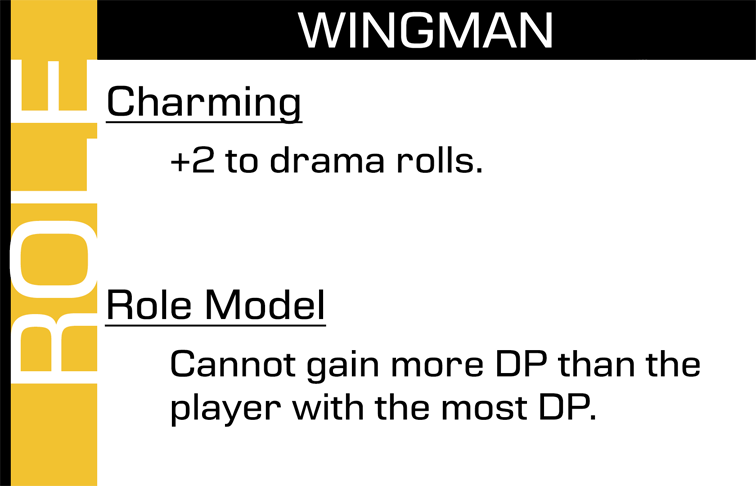 WINGMAN
ROLE
Charming
+2 to drama rolls.
Role Model
Cannot gain more DP than the
player with the most DP.